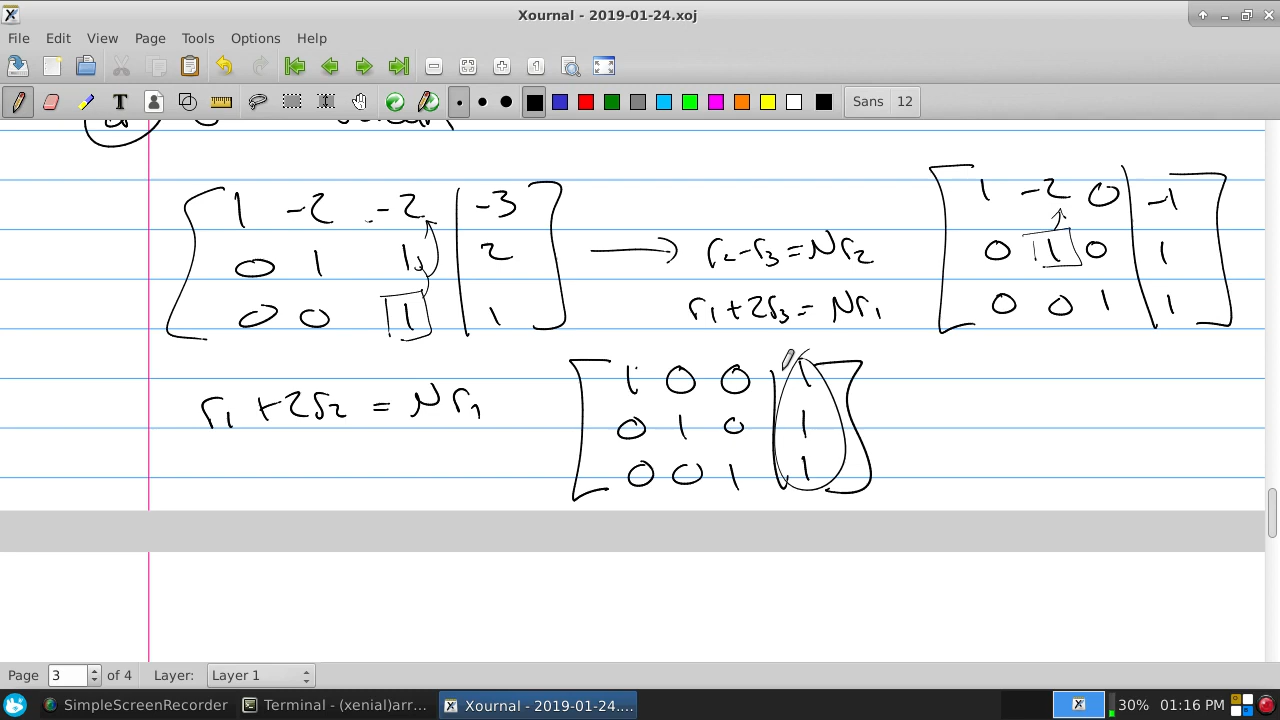 Xournal - 2019-01-24.xoj
File Edit View Page Tools Options Help
Sans 12
1 -2 -2 | -3
0 1 1 | 2
0 0 1 | 1
→ r2-r3=Nr2
r1+2r3=Nr1
1 -2 0 | -1
0 1 0 | 1
0 0 1 | 1
r1+2r2=Nr1
1 0 0 | 1
0 1 0 | 1
0 0 1 | 1
Page 3 of 4 Layer: Layer 1
SimpleScreenRecorder Terminal - (xenial)arr... Xournal - 2019-01-24.... 30% 01:16 PM